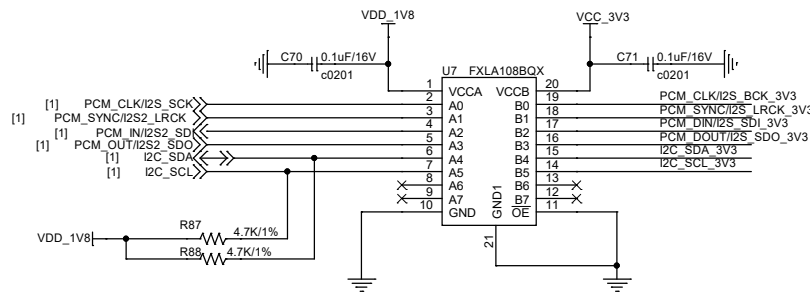 VDD_1V8
VCC_3V3
C70
0.1uF/16V
c0201
U7 FXLA108BQX
C71
0.1uF/16V
c0201
1 VCCA VCCB 20
[1] PCM_CLK/I2S_SCK 2 A0 B0 19 PCM_CLK/I2S_BCK_3V3
[1] PCM_SYNC/I2S2_LRCK 3 A1 B1 18 PCM_SYNC/I2S_LRCK_3V3
[1] PCM_IN/I2S2_SDI 4 A2 B2 17 PCM_DIN/I2S_SDI_3V3
[1] PCM_OUT/I2S2_SDO 5 A3 B3 16 PCM_DOUT/I2S_SDO_3V3
[1] I2C_SDA 6 A4 B4 15 I2C_SDA_3V3
[1] I2C_SCL 7 A5 B5 14 I2C_SCL_3V3
8 A6 B6 13
9 A7 B7 12
10 GND GND1 OE 11
21
R87
VDD_1V8
4.7K/1%
R88 4.7K/1%